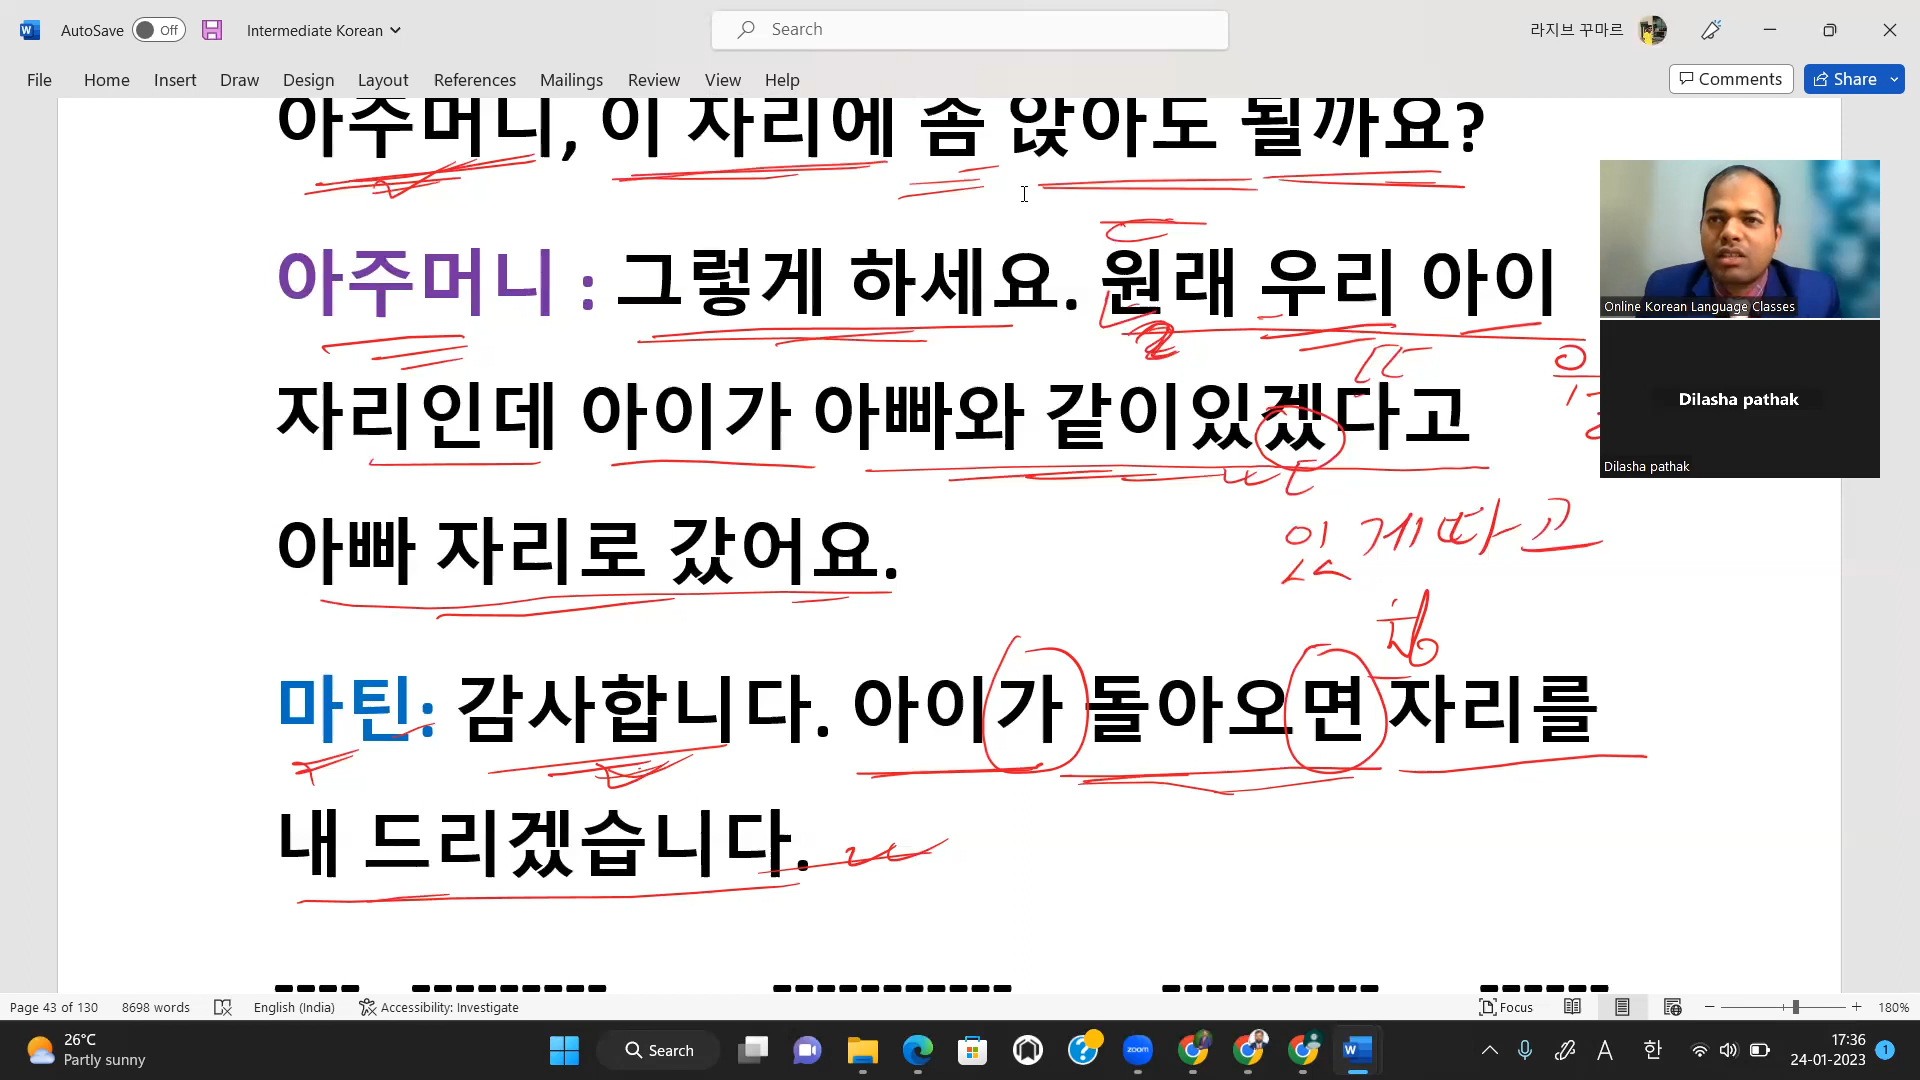 AutoSave Off Intermediate Korean Search 라지브 꾸마르
File Home Insert Draw Design Layout References Mailings Review View Help Comments Share
아주머니, 이 자리에 좀 앉아도 될까요?
아주머니 : 그렇게 하세요. 원래 우리 아이
자리인데 아이가 아빠와 같이있겠다고
아빠 자리로 갔어요.
마틴: 감사합니다. 아이가 돌아오면 자리를
내 드리겠습니다.
인게따고
Online Korean Language Classes
Dilasha pathak
Dilasha pathak
Page 43 of 130 8698 words English (India) Accessibility: Investigate Focus 180%
26°C
Partly sunny
Search
zoom
A 한
17:36
24-01-2023
1